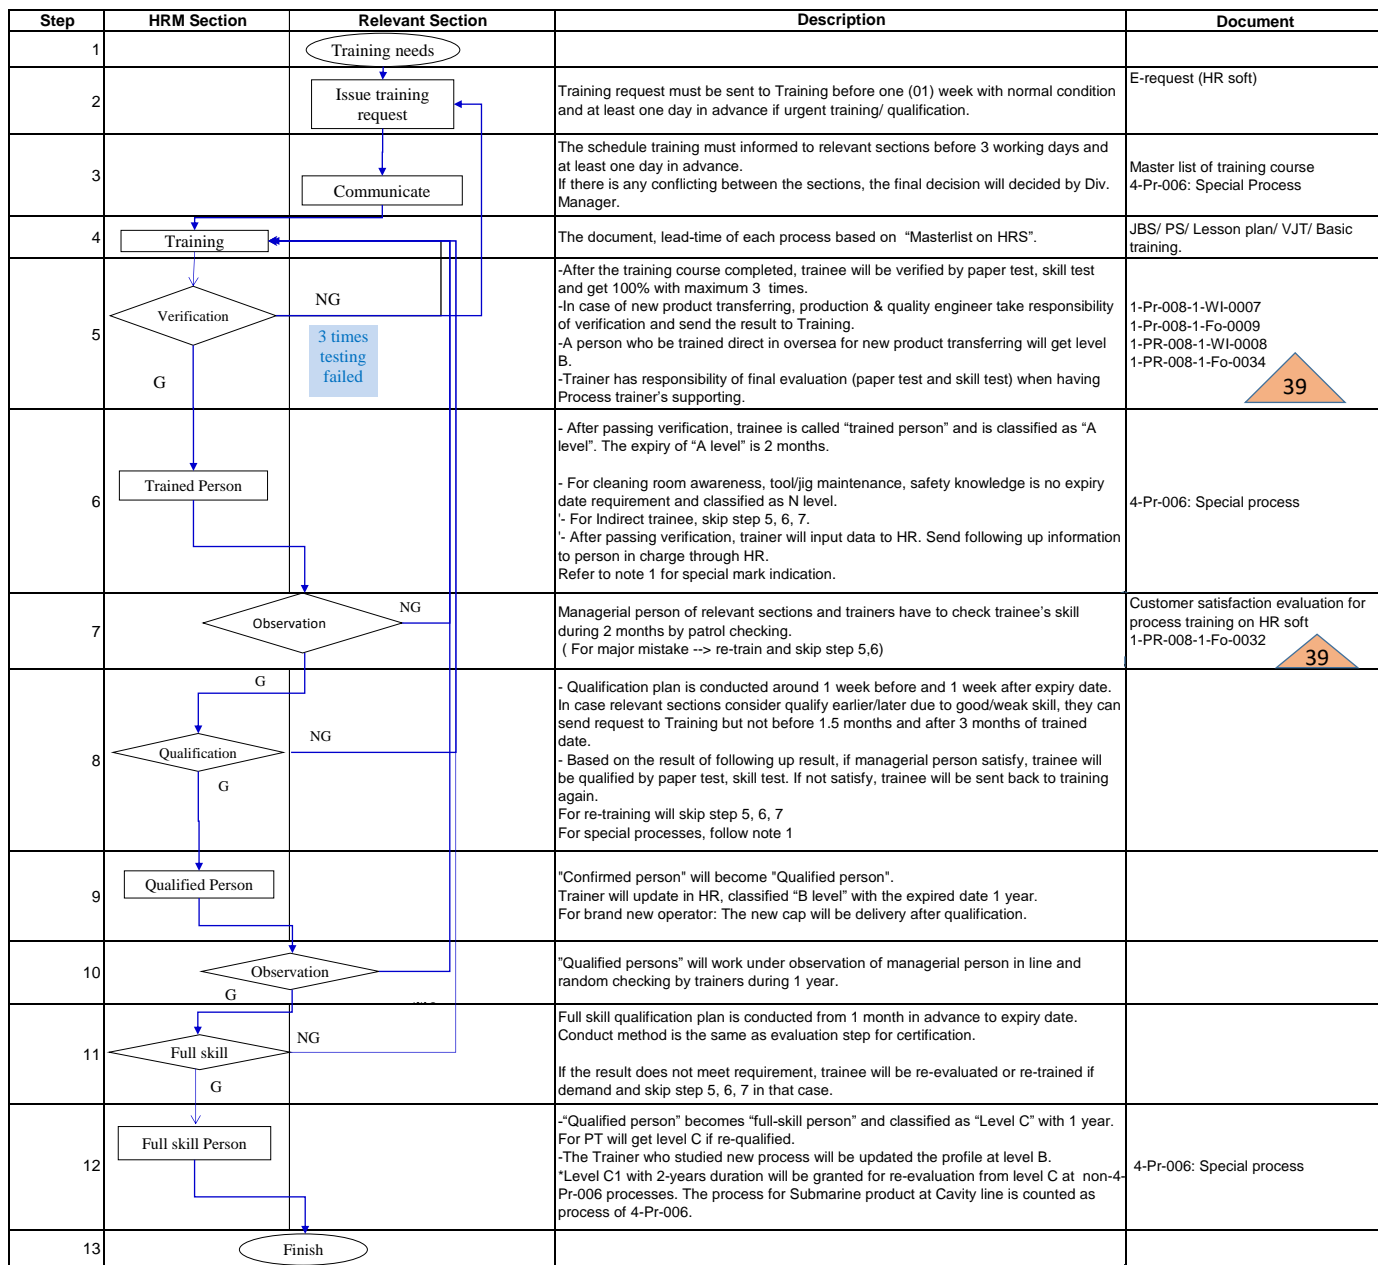 Step HRM Section Relevant Section Description Document
1
Training needs
2
Issue training
request
Training request must be sent to Training before one (01) week with normal condition
and at least one day in advance if urgent training/ qualification.
E-request (HR soft)
3
Communicate
The schedule training must informed to relevant sections before 3 working days and
at least one day in advance.
If there is any conflicting between the sections, the final decision will decided by Div.
Manager.
Master list of training course
4-Pr-006: Special Process
4
Training
The document, lead-time of each process based on “Masterlist on HRS”.
JBS/ PS/ Lesson plan/ VJT/ Basic
training.
5
Verification
NG
3 times
testing
failed
G
-After the training course completed, trainee will be verified by paper test, skill test
and get 100% with maximum 3 times.
-In case of new product transferring, production & quality engineer take responsibility
of verification and send the result to Training.
-A person who be trained direct in oversea for new product transferring will get level
B.
-Trainer has responsibility of final evaluation (paper test and skill test) when having
Process trainer’s supporting.
1-Pr-008-1-WI-0007
1-Pr-008-1-Fo-0009
1-PR-008-1-WI-0008
1-PR-008-1-Fo-0034
39
6
Trained Person
- After passing verification, trainee is called “trained person” and is classified as “A
level”. The expiry of “A level” is 2 months.
- For cleaning room awareness, tool/jig maintenance, safety knowledge is no expiry
date requirement and classified as N level.
'- For Indirect trainee, skip step 5, 6, 7.
'- After passing verification, trainer will input data to HR. Send following up information
to person in charge through HR.
Refer to note 1 for special mark indication.
4-Pr-006: Special process
7
Observation
NG
Managerial person of relevant sections and trainers have to check trainee’s skill
during 2 months by patrol checking.
( For major mistake --> re-train and skip step 5,6)
Customer satisfaction evaluation for
process training on HR soft
1-PR-008-1-Fo-0032
39
8
G
Qualification
NG
G
- Qualification plan is conducted around 1 week before and 1 week after expiry date.
In case relevant sections consider qualify earlier/later due to good/weak skill, they can
send request to Training but not before 1.5 months and after 3 months of trained
date.
- Based on the result of following up result, if managerial person satisfy, trainee will
be qualified by paper test, skill test. If not satisfy, trainee will be sent back to training
again.
For re-training will skip step 5, 6, 7
For special processes, follow note 1
9
Qualified Person
"Confirmed person” will become "Qualified person".
Trainer will update in HR, classified “B level” with the expired date 1 year.
For brand new operator: The new cap will be delivery after qualification.
10
Observation
G
”Qualified persons” will work under observation of managerial person in line and
random checking by trainers during 1 year.
11
Full skill
NG
G
Full skill qualification plan is conducted from 1 month in advance to expiry date.
Conduct method is the same as evaluation step for certification.
If the result does not meet requirement, trainee will be re-evaluated or re-trained if
demand and skip step 5, 6, 7 in that case.
12
Full skill Person
-“Qualified person” becomes “full-skill person” and classified as “Level C” with 1 year.
For PT will get level C if re-qualified.
-The Trainer who studied new process will be updated the profile at level B.
*Level C1 with 2-years duration will be granted for re-evaluation from level C at non-4-
Pr-006 processes. The process for Submarine product at Cavity line is counted as
process of 4-Pr-006.
4-Pr-006: Special process
13
Finish